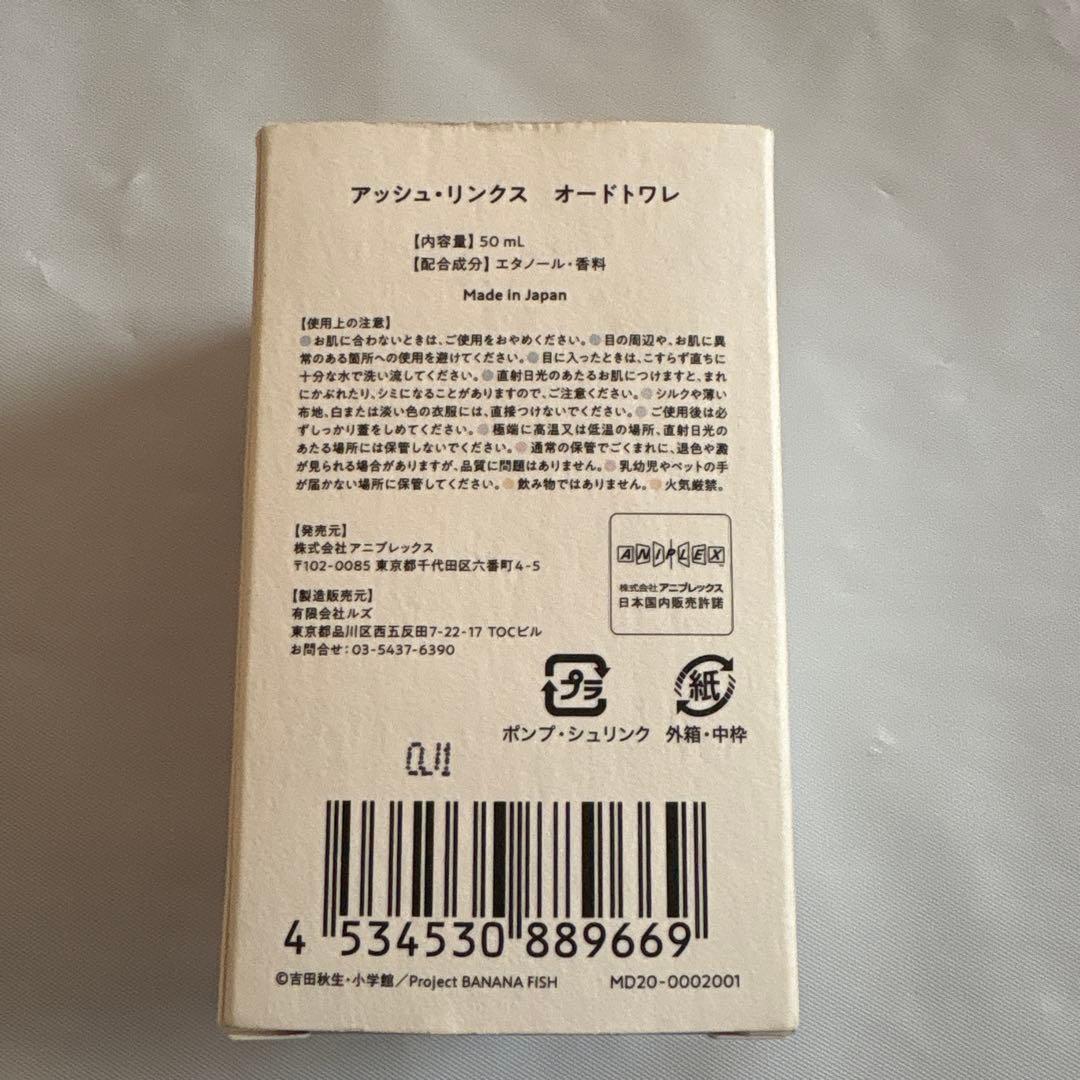 アッシュ・リンクス　オードトワレ
【内容量】50 mL
【配合成分】エタノール・香料
Made in Japan
【使用上の注意】
●お肌に合わないときは、ご使用をおやめください。●目の周辺や、お肌に異
常のある箇所への使用を避けてください。●目に入ったときは、こすらず直ちに
十分な水で洗い流してください。●直射日光のあたるお肌につけますと、まれ
にかぶれたり、シミになることがありますので、ご注意ください。●シルクや薄い
布地、白または淡い色の衣服には、直接つけないでください。●ご使用後は必
ずしっかり蓋をしめてください。●極端に高温又は低温の場所、直射日光の
あたる場所には保管しないでください。●通常の保管でごくまれに、退色や澱
が見られる場合がありますが、品質に問題はありません。●乳幼児やペットの手
が届かない場所に保管してください。●飲み物ではありません。●火気厳禁。
【発売元】
株式会社アニプレックス
〒102-0085 東京都千代田区六番町4-5
【製造販売元】
有限会社ルズ
東京都品川区西五反田7-22-17 TOCビル
お問合せ：03-5437-6390
ANIPLEX
株式会社アニプレックス
日本国内販売許諾
プラ
紙
ポンプ・シュリンク 外箱・中枠
4 534530 889669
©吉田秋生・小学館／Project BANANA FISH
MD20-0002001